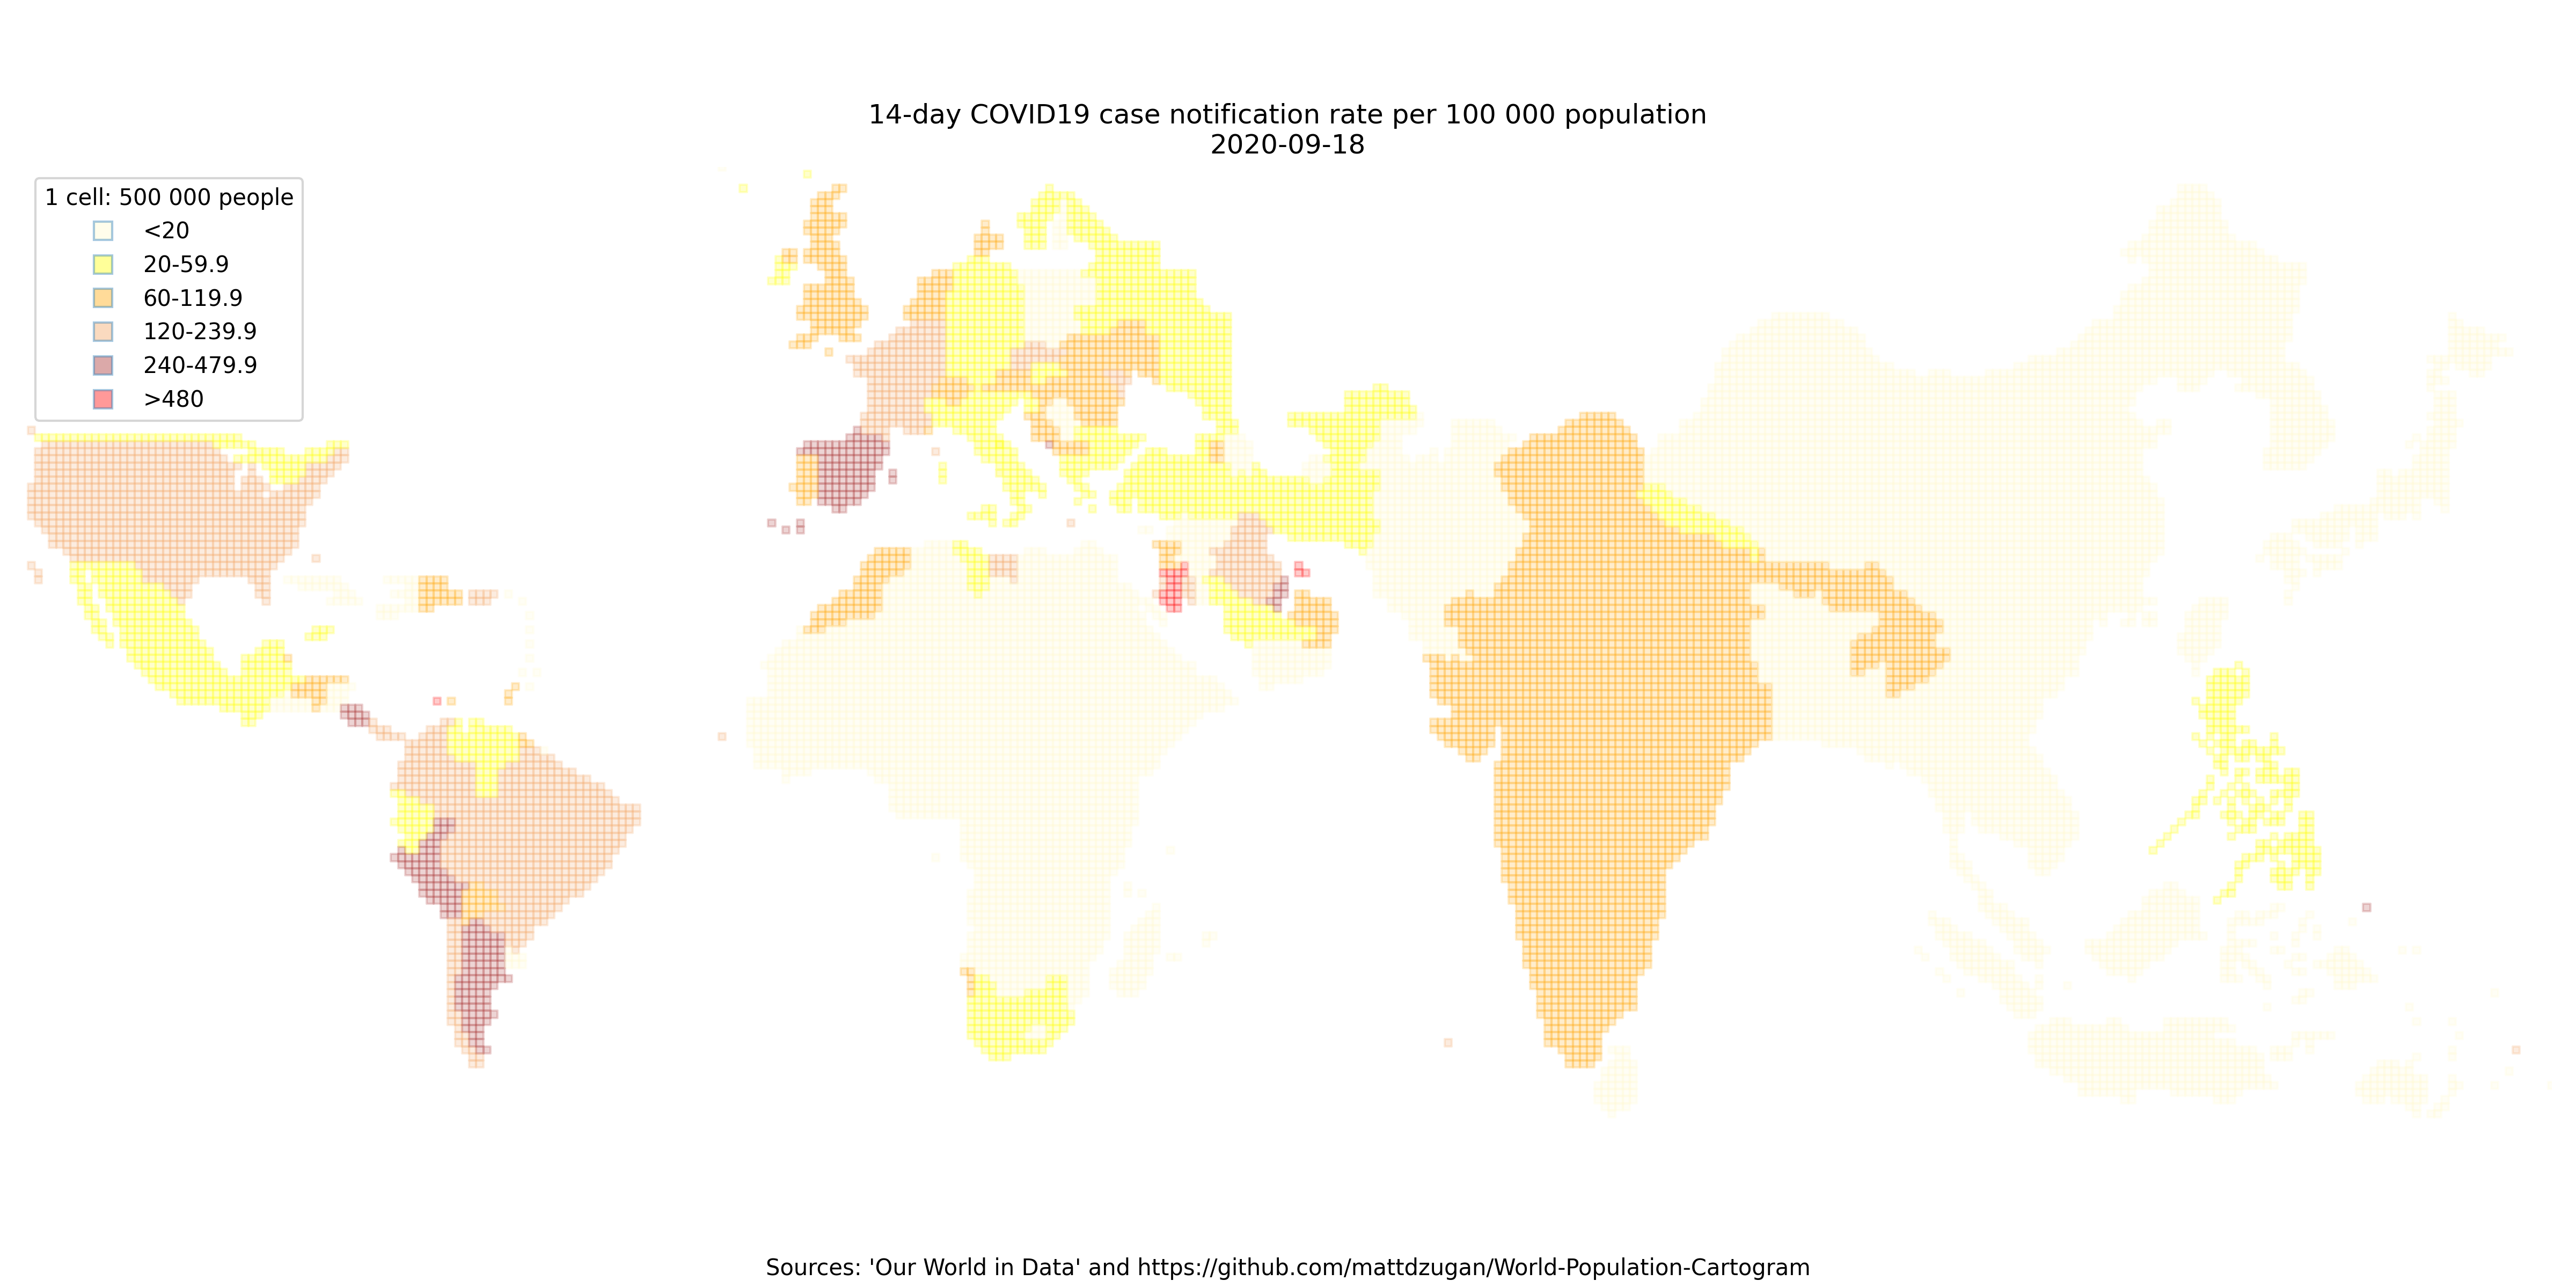 14-day COVID19 case notification rate per 100 000 population
2020-09-18
1 cell: 500 000 people
<20
20-59.9
60-119.9
120-239.9
240-479.9
>480
Sources: 'Our World in Data' and https://github.com/mattdzugan/World-Population-Cartogram